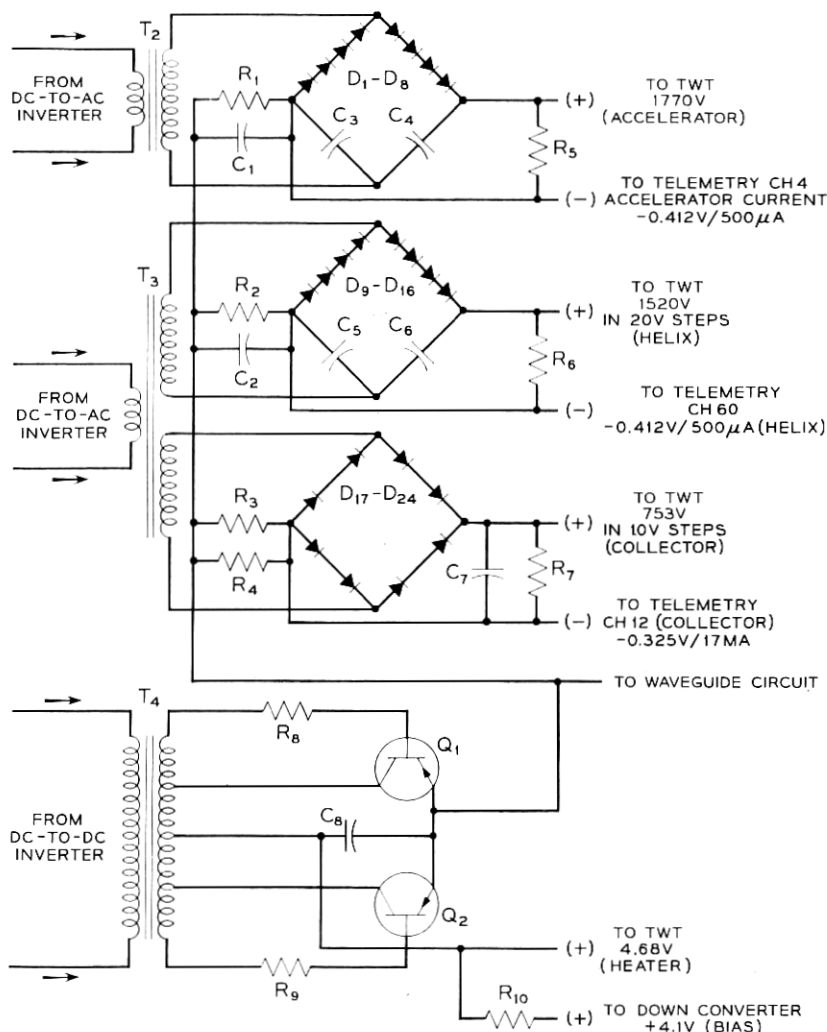 T2
FROM
DC-TO-AC
INVERTER
R1
C1
D1-D8
C3
C4
R5
(+)
TO TWT
1770V
(ACCELERATOR)
(-)
TO TELEMETRY CH4
ACCELERATOR CURRENT
-0.412V/500μA
T3
FROM
DC-TO-AC
INVERTER
R2
C2
D9-D16
C5
C6
R6
(+)
TO TWT
1520V
IN 20V STEPS
(HELIX)
(-)
TO TELEMETRY
CH60
-0.412V/500μA(HELIX)
R3
R4
D17-D24
C7
R7
(+)
TO TWT
753V
IN 10V STEPS
(COLLECTOR)
(-)
TO TELEMETRY
CH 12 (COLLECTOR)
-0.325V/17MA
TO WAVEGUIDE CIRCUIT
T4
FROM
DC-TO-DC
INVERTER
R8
Q1
C8
Q2
R9
(+)
TO TWT
4.68V
(HEATER)
R10
(+)
TO DOWN CONVERTER
+4.1V (BIAS)